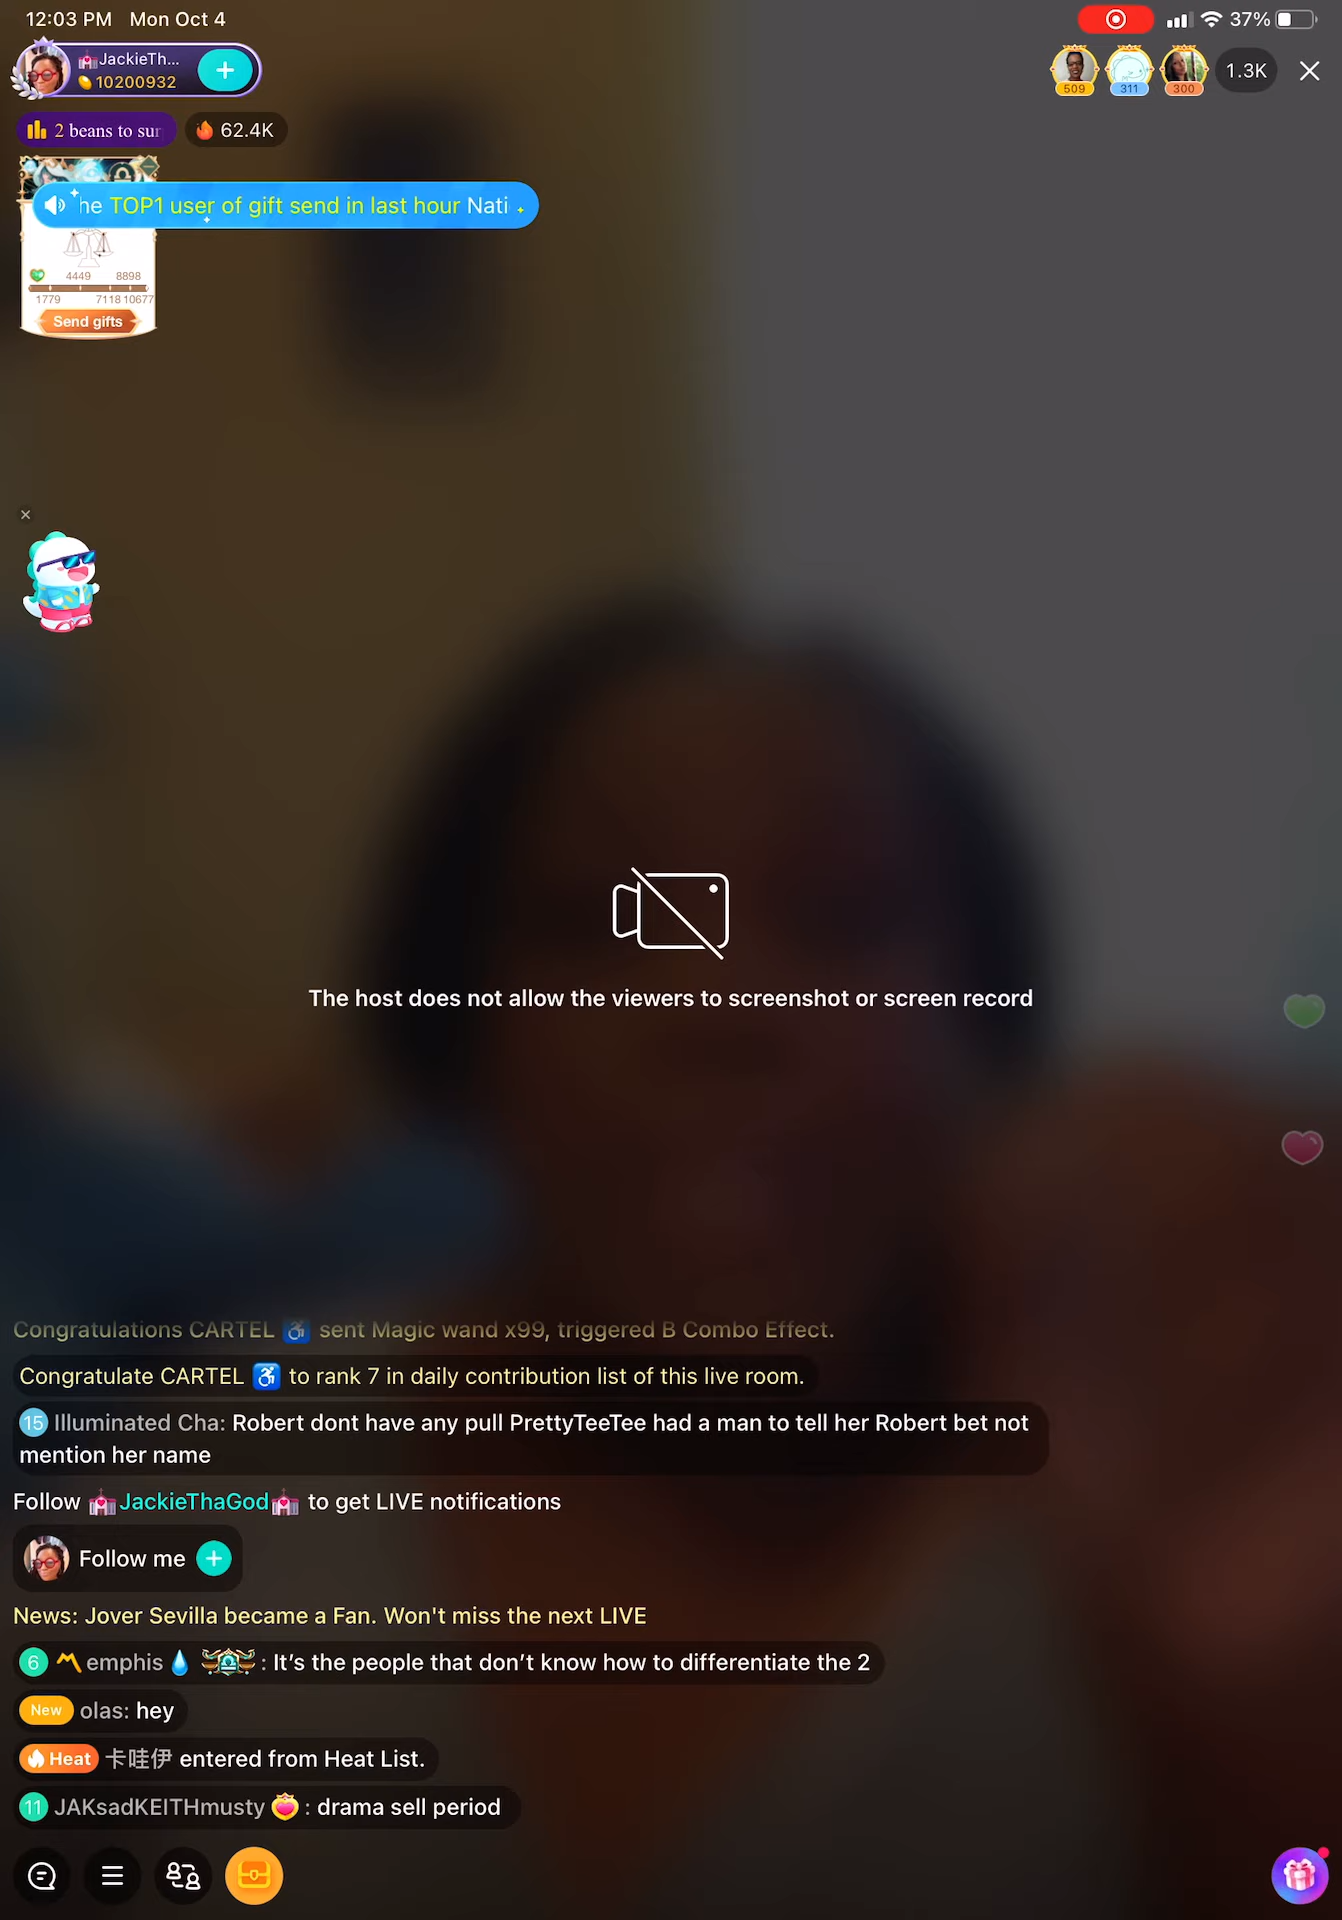 12:03 PM Mon Oct 4
37%
JackieTh...
10200932
509
311
300
1.3K
2 beans to sur
62.4K
he TOP1 user of gift send in last hour Nati
4449 8898
1779 7118 10677
Send gifts
The host does not allow the viewers to screenshot or screen record
Congratulations CARTEL ♿ sent Magic wand x99, triggered B Combo Effect.
Congratulate CARTEL ♿ to rank 7 in daily contribution list of this live room.
15 Illuminated Cha: Robert dont have any pull PrettyTeeTee had a man to tell her Robert bet not
mention her name
Follow 💒JackieThaGod💒 to get LIVE notifications
Follow me
News: Jover Sevilla became a Fan. Won't miss the next LIVE
6 〽️emphis💧 : It’s the people that don’t know how to differentiate the 2
New olas: hey
Heat 卡哇伊 entered from Heat List.
11 JAKsadKEITHmusty : drama sell period